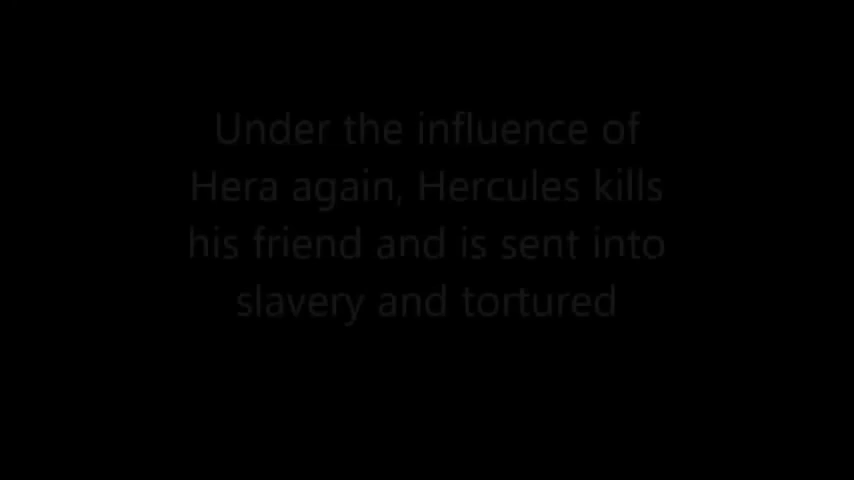 Under the influence of
Hera again, Hercules kills
his friend and is sent into
slavery and tortured